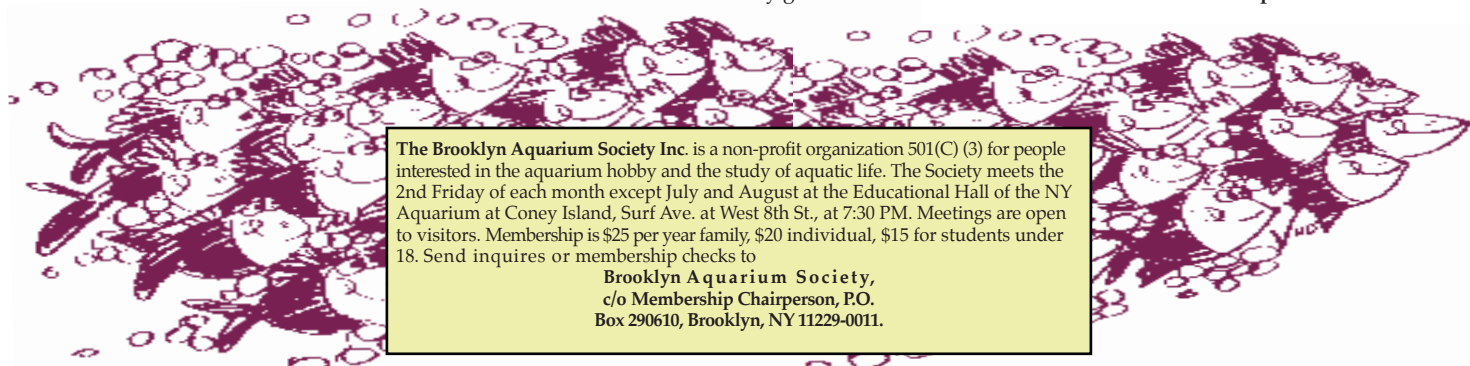 The Brooklyn Aquarium Society Inc. is a non-profit organization 501(C) (3) for people
interested in the aquarium hobby and the study of aquatic life. The Society meets the
2nd Friday of each month except July and August at the Educational Hall of the NY
Aquarium at Coney Island, Surf Ave. at West 8th St., at 7:30 PM. Meetings are open
to visitors. Membership is $25 per year family, $20 individual, $15 for students under
18. Send inquires or membership checks to
Brooklyn Aquarium Society,
c/o Membership Chairperson, P.O.
Box 290610, Brooklyn, NY 11229-0011.